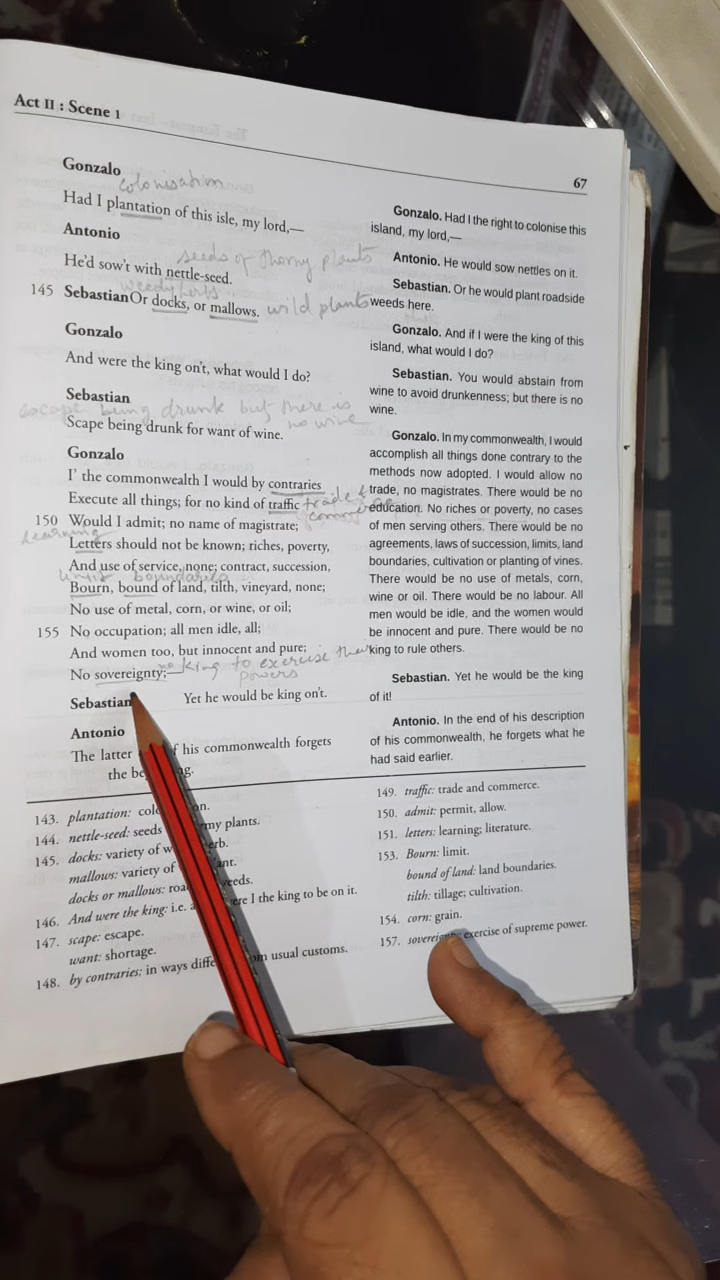 Act II : Scene 1
67
Gonzalo
colonisation
Had I plantation of this isle, my lord,—
Antonio
seeds of thorny plants
He'd sow't with nettle-seed.
weedy herbs
145 Sebastian Or docks, or mallows. wild plants
Gonzalo
And were the king on't, what would I do?
Sebastian
escape being drunk but there is
no wine
Scape being drunk for want of wine.
Gonzalo
I' the commonwealth I would by contraries
Execute all things; for no kind of traffic trade &
commerce
150 Would I admit; no name of magistrate;
learning
Letters should not be known; riches, poverty,
And use of service, none; contract, succession,
limit boundaries
Bourn, bound of land, tilth, vineyard, none;
No use of metal, corn, or wine, or oil;
155 No occupation; all men idle, all;
And women too, but innocent and pure;
No sovereignty;— no king to exercise their
powers
Sebastian Yet he would be king on't.
Antonio
The latter his commonwealth forgets
the
Gonzalo. Had I the right to colonise this
island, my lord,—
Antonio. He would sow nettles on it.
Sebastian. Or he would plant roadside
weeds here.
Gonzalo. And if I were the king of this
island, what would I do?
Sebastian. You would abstain from
wine to avoid drunkenness; but there is no
wine.
Gonzalo. In my commonwealth, I would
accomplish all things done contrary to the
methods now adopted. I would allow no
trade, no magistrates. There would be no
education. No riches or poverty, no cases
of men serving others. There would be no
agreements, laws of succession, limits, land
boundaries, cultivation or planting of vines.
There would be no use of metals, corn,
wine or oil. There would be no labour. All
men would be idle, and the women would
be innocent and pure. There would be no
king to rule others.
Sebastian. Yet he would be the king
of it!
Antonio. In the end of his description
of his commonwealth, he forgets what he
had said earlier.
143. plantation:
144. nettle-seed: seeds plants.
145. docks: variety of
mallows: variety of
docks or mallows:
146. And were the king: i.e. I the king to be on it.
147. scape: escape.
want: shortage.
148. by contraries: in ways usual customs.
149. traffic: trade and commerce.
150. admit: permit, allow.
151. letters: learning; literature.
153. Bourn: limit.
bound of land: land boundaries.
tilth: tillage; cultivation.
154. corn: grain.
157. sovereignty: exercise of supreme power.